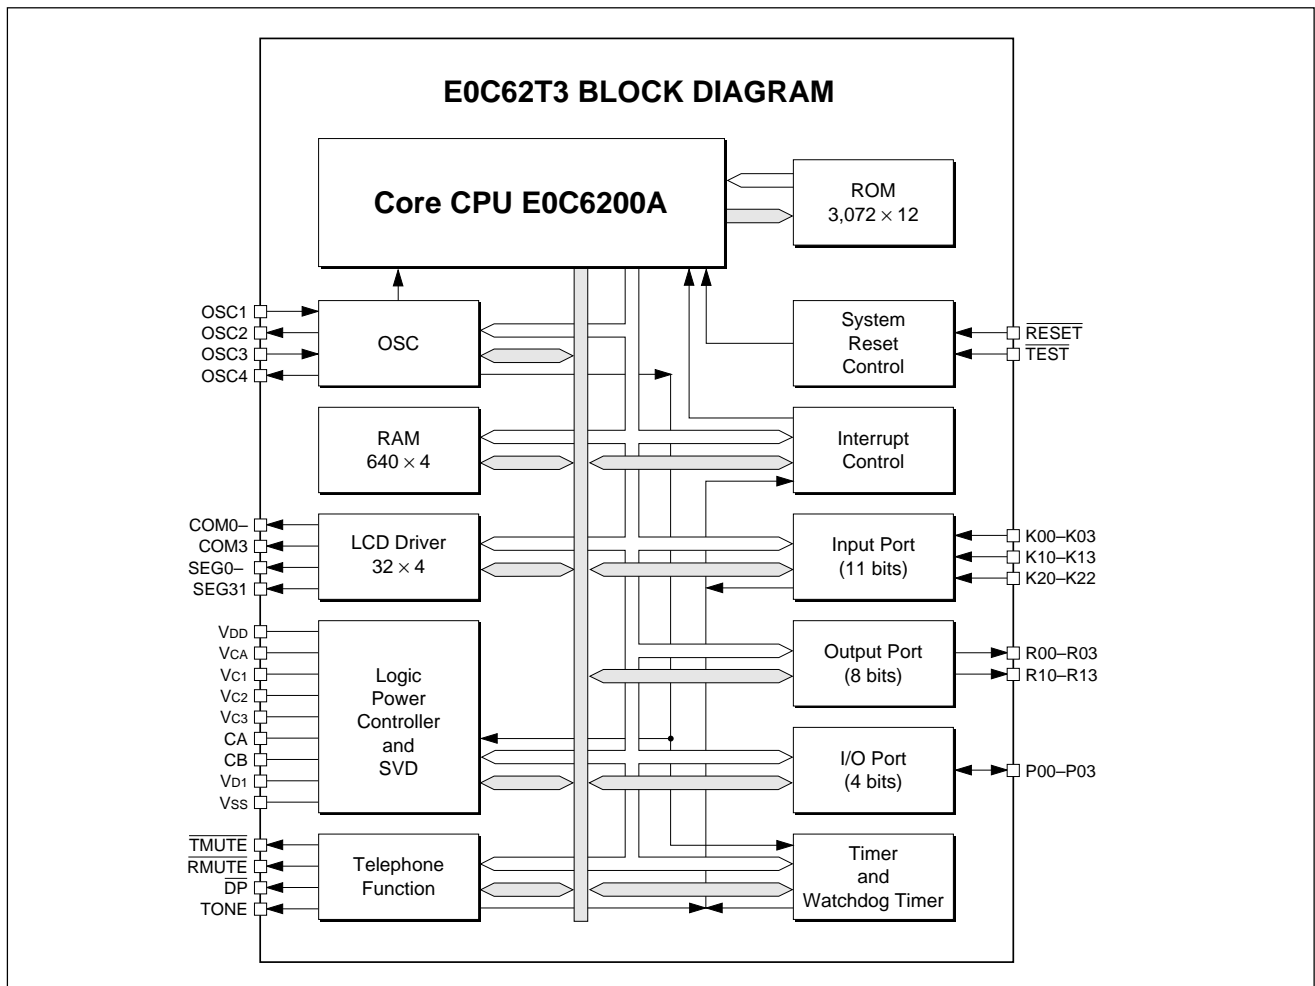 E0C62T3 BLOCK DIAGRAM
Core CPU E0C6200A
ROM
3,072 × 12
OSC1
OSC2
OSC3
OSC4
OSC
System
Reset
Control
RESET
TEST
RAM
640 × 4
Interrupt
Control
COM0–
COM3
SEG0–
SEG31
LCD Driver
32 × 4
Input Port
(11 bits)
K00–K03
K10–K13
K20–K22
VDD
VCA
VC1
VC2
VC3
CA
CB
VD1
VSS
Logic
Power
Controller
and
SVD
Output Port
(8 bits)
R00–R03
R10–R13
I/O Port
(4 bits)
P00–P03
TMUTE
RMUTE
DP
TONE
Telephone
Function
Timer
and
Watchdog Timer